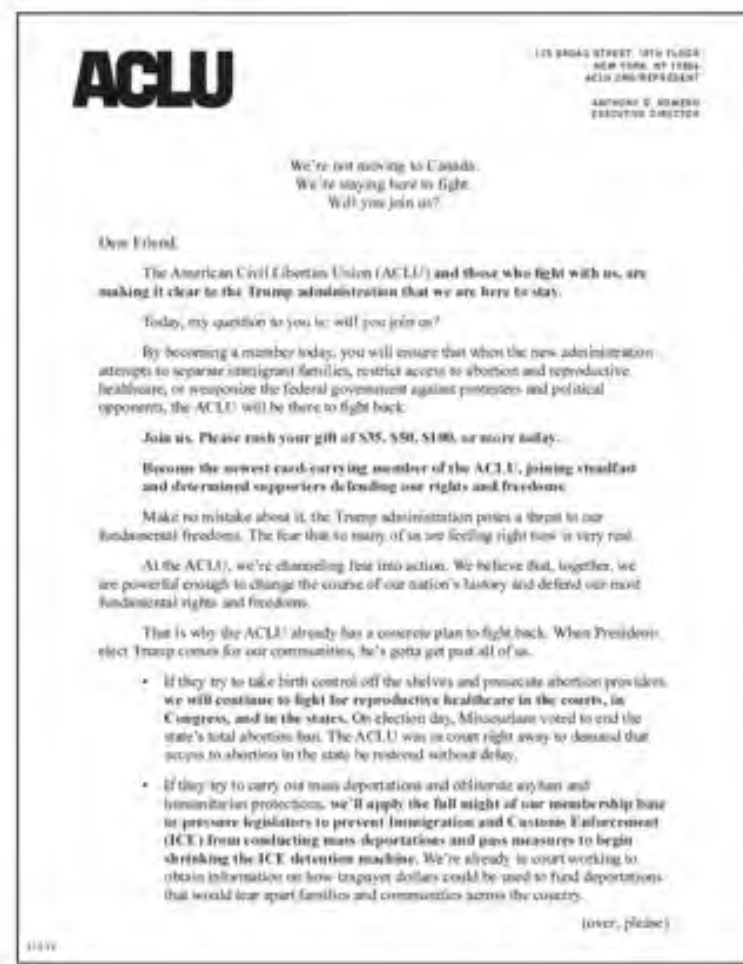 ACLU
125 BROAD STREET, 18TH FLOOR
NEW YORK, NY 10004
ACLU.ORG/REPRESENT
ANTHONY D. ROMERO
EXECUTIVE DIRECTOR
We're not moving to Canada.
We're staying here to fight.
Will you join us?
Dear Friend,
The American Civil Liberties Union (ACLU) and those who fight with us, are
making it clear to the Trump administration that we are here to stay.
Today, my question to you is: will you join us?
By becoming a member today, you will ensure that when the new administration
attempts to separate immigrant families, restrict access to abortion and reproductive
healthcare, or weaponize the federal government against protesters and political
opponents, the ACLU will be there to fight back.
Join us. Please rush your gift of $35, $50, $100, or more today.
Become the newest card-carrying member of the ACLU, joining steadfast
and determined supporters defending our rights and freedoms.
Make no mistake about it, the Trump administration poses a threat to our
fundamental freedoms. The fear that so many of us are feeling right now is very real.
At the ACLU, we're channeling fear into action. We believe that, together, we
are powerful enough to change the course of our nation's history and defend our most
fundamental rights and freedoms.
That is why the ACLU already has a concrete plan to fight back. When President-
elect Trump comes for our communities, he's gotta get past all of us.
• If they try to take birth control off the shelves and prosecute abortion providers,
we will continue to fight for reproductive healthcare in the courts, in
Congress, and in the states. On election day, Missourians voted to end the
state's total abortion ban. The ACLU was in court right away to demand that
access to abortion in the state be restored without delay.
• If they try to carry out mass deportations and obliterate asylum and
humanitarian protections, we'll apply the full might of our membership base
to pressure legislators to prevent Immigration and Customs Enforcement
(ICE) from conducting mass deportations and pass measures to begin
shrinking the ICE detention machine. We're already in court working to
obtain information on how taxpayer dollars could be used to fund deportations
that would tear apart families and communities across the country.
(over, please)